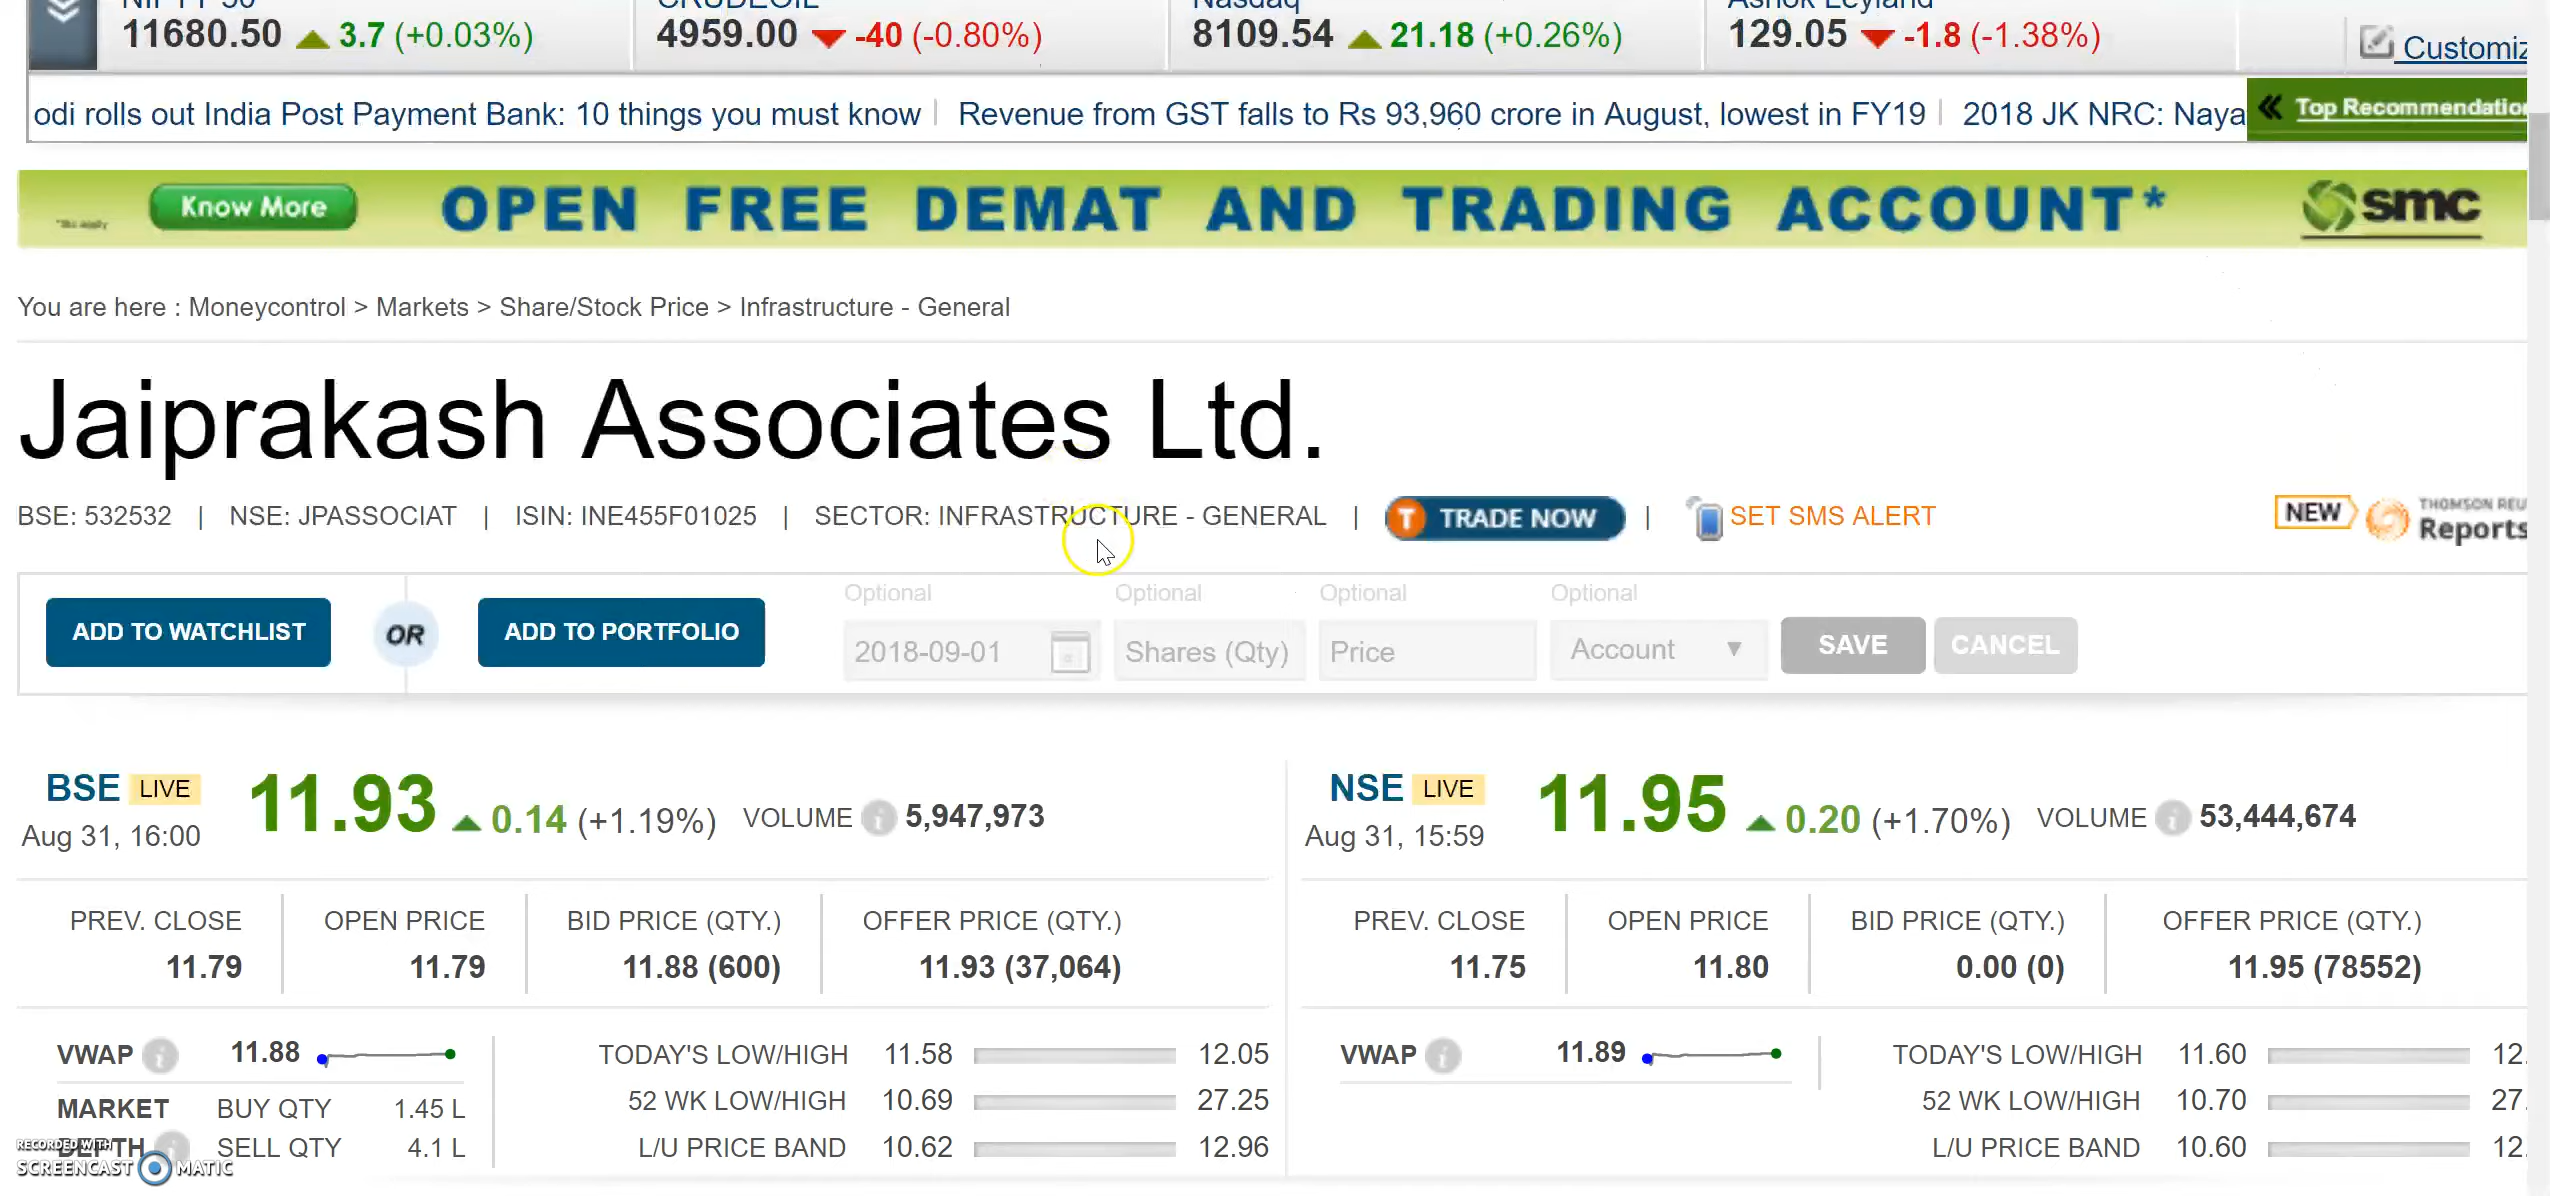 11680.50 3.7 (+0.03%) 4959.00 -40 (-0.80%) 8109.54 21.18 (+0.26%) 129.05 -1.8 (-1.38%) Customiz
odi rolls out India Post Payment Bank: 10 things you must know | Revenue from GST falls to Rs 93,960 crore in August, lowest in FY19 | 2018 JK NRC: Naya Top Recommendation
Know More OPEN FREE DEMAT AND TRADING ACCOUNT* smc
You are here : Moneycontrol > Markets > Share/Stock Price > Infrastructure - General
Jaiprakash Associates Ltd.
BSE: 532532 | NSE: JPASSOCIAT | ISIN: INE455F01025 | SECTOR: INFRASTRUCTURE - GENERAL | T TRADE NOW | SET SMS ALERT NEW THOMSON REU
Reports
Optional Optional Optional Optional
ADD TO WATCHLIST OR ADD TO PORTFOLIO 2018-09-01 Shares (Qty) Price Account SAVE CANCEL
BSE LIVE 11.93 0.14 (+1.19%) VOLUME 5,947,973 NSE LIVE 11.95 0.20 (+1.70%) VOLUME 53,444,674
Aug 31, 16:00 Aug 31, 15:59
PREV. CLOSE OPEN PRICE BID PRICE (QTY.) OFFER PRICE (QTY.) PREV. CLOSE OPEN PRICE BID PRICE (QTY.) OFFER PRICE (QTY.)
11.79 11.79 11.88 (600) 11.93 (37,064) 11.75 11.80 0.00 (0) 11.95 (78552)
VWAP 11.88 TODAY'S LOW/HIGH 11.58 12.05 VWAP 11.89 TODAY'S LOW/HIGH 11.60 12.
MARKET BUY QTY 1.45 L 52 WK LOW/HIGH 10.69 27.25 52 WK LOW/HIGH 10.70 27.
DEPTH SELL QTY 4.1 L L/U PRICE BAND 10.62 12.96 L/U PRICE BAND 10.60 12.
RECORDED WITH
SCREENCAST MATIC